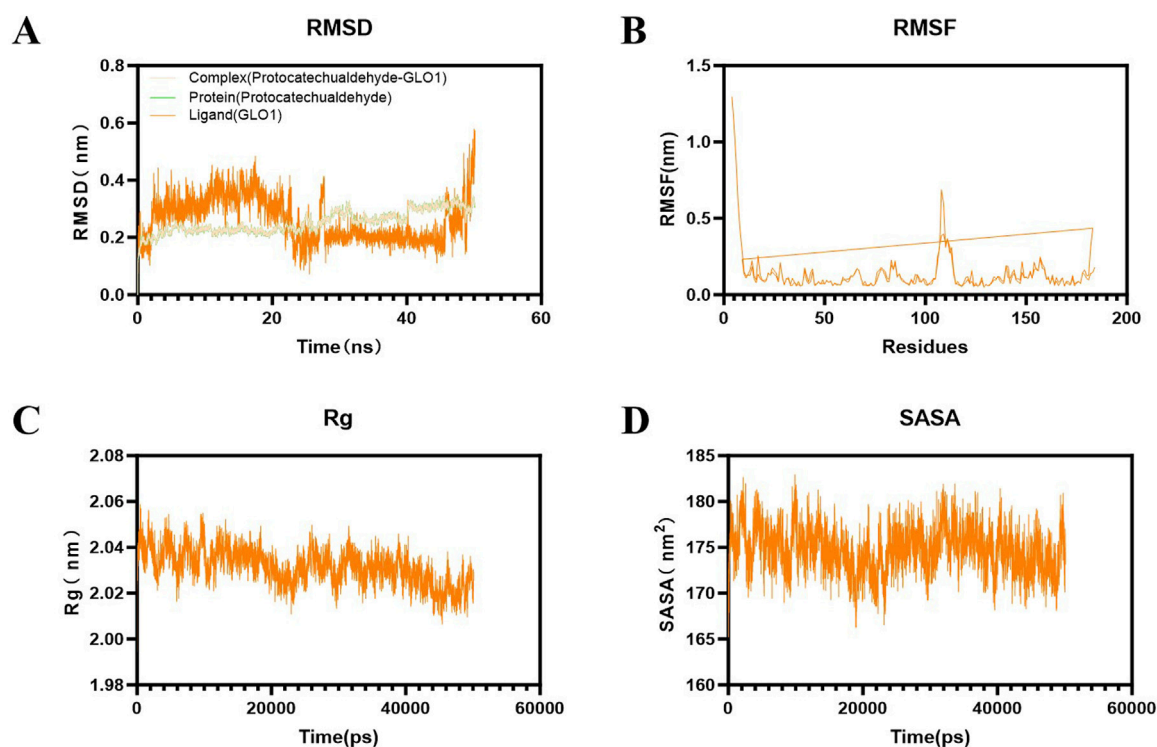 A
RMSD
0.8
0.6
0.4
0.2
0.0
RMSD( nm)
Complex(Protocatechualdehyde-GLO1)
Protein(Protocatechualdehyde)
Ligand(GLO1)
0 20 40 60
Time(ns)
B
RMSF
1.5
1.0
0.5
0.0
RMSF(nm)
0 50 100 150 200
Residues
C
Rg
2.08
2.06
2.04
2.02
2.00
1.98
Rg( nm)
0 20000 40000 60000
Time(ps)
D
SASA
185
180
175
170
165
160
SASA( nm²)
0 20000 40000 60000
Time(ps)